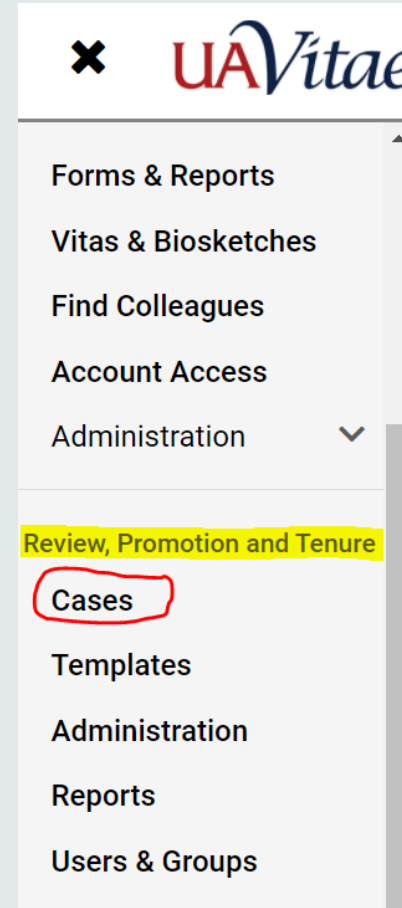 UAVitae
Forms & Reports
Vitas & Biosketches
Find Colleagues
Account Access
Administration
Review, Promotion and Tenure
Cases
Templates
Administration
Reports
Users & Groups